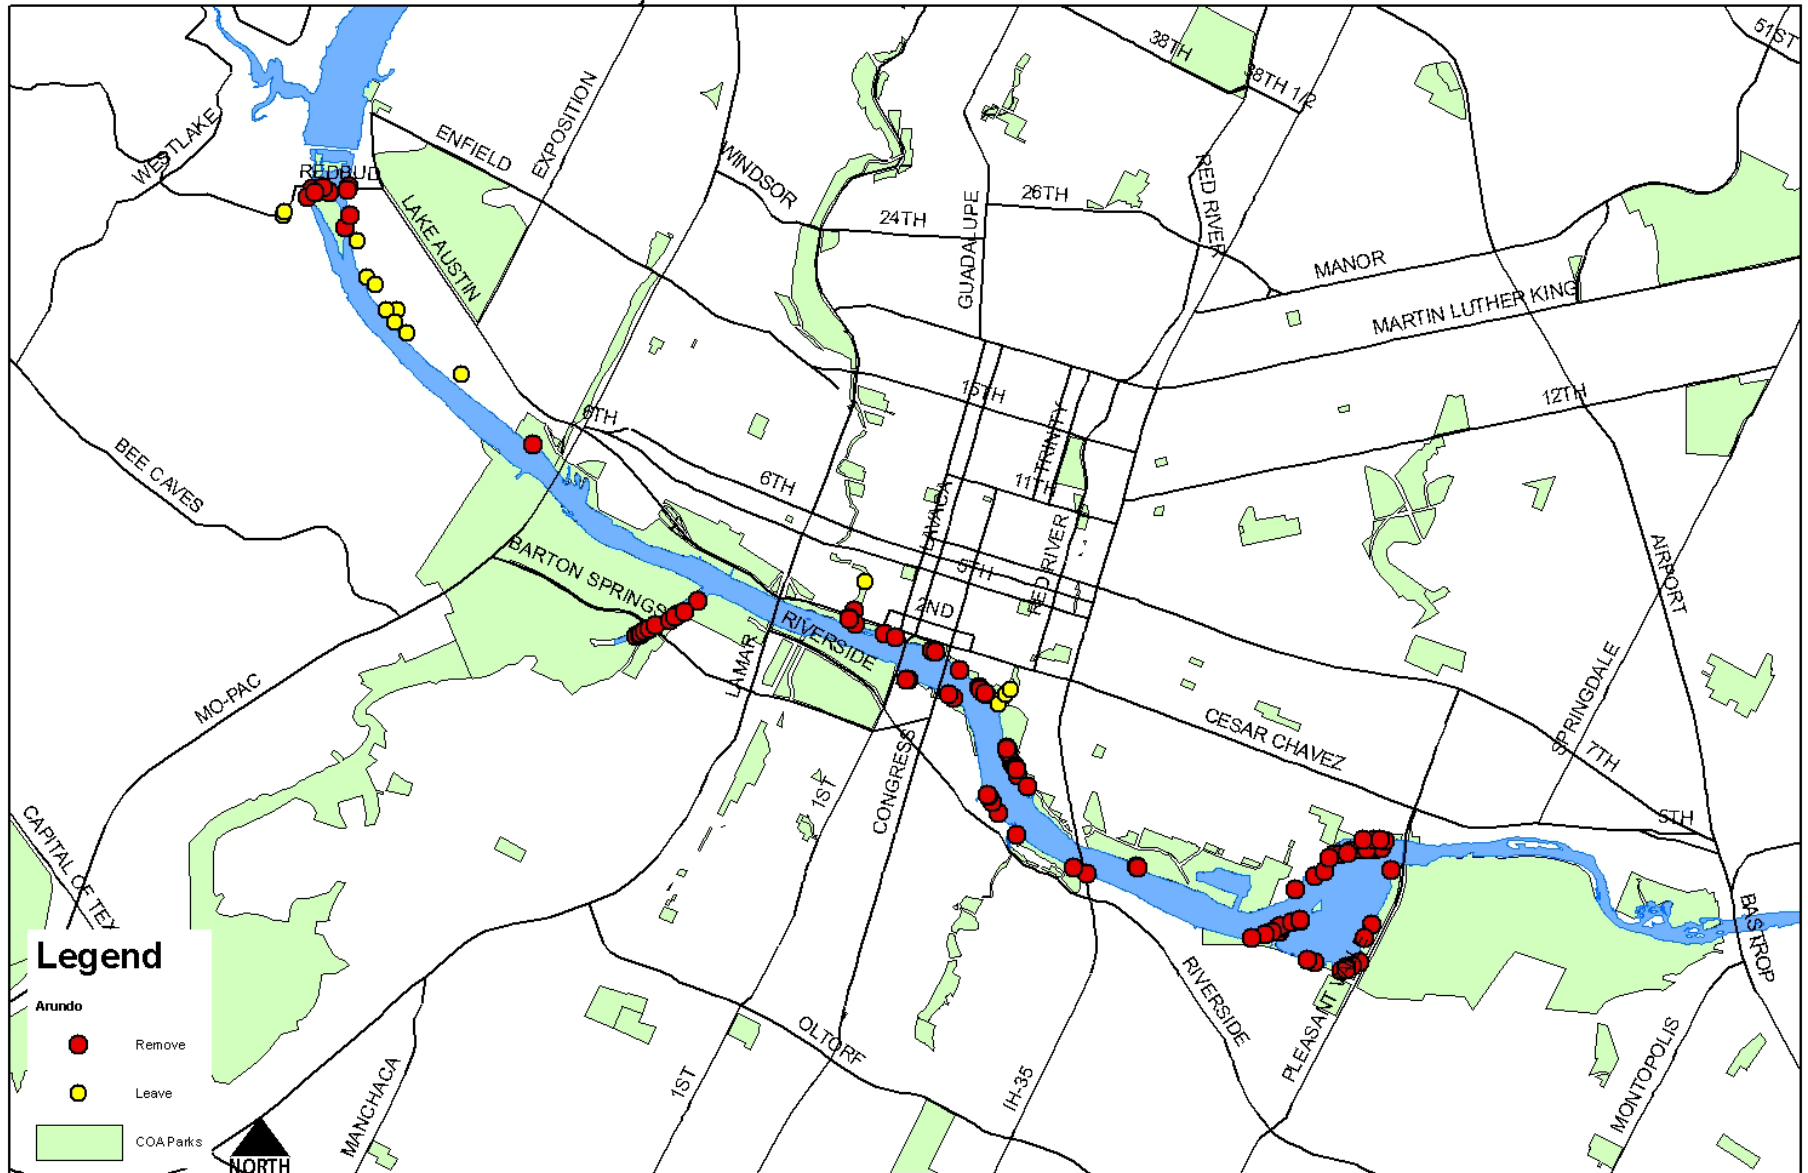 38TH
51ST
38TH 1/2
WESTLAKE
ENFIELD
EXPOSITION
WINDSOR
REDBUD
LAKE AUSTIN
26TH
24TH
GUADALUPE
RED RIVER
MANOR
MARTIN LUTHER KING
15TH
12TH
6TH
TRINITY
BEE CAVES
6TH
11TH
LAVACA
RED RIVER
5TH
BARTON SPRINGS
AIRPORT
2ND
RIVERSIDE
LAMAR
MO-PAC
SPRINGDALE
CESAR CHAVEZ
7TH
CONGRESS
1ST
5TH
CAPITAL OF TEX
BASTROP
RIVERSIDE
PLEASANT V
OLTORF
MONTOPOLIS
MANCHACA
1ST
IH-35
Legend
Arundo
Remove
Leave
COA Parks
NORTH